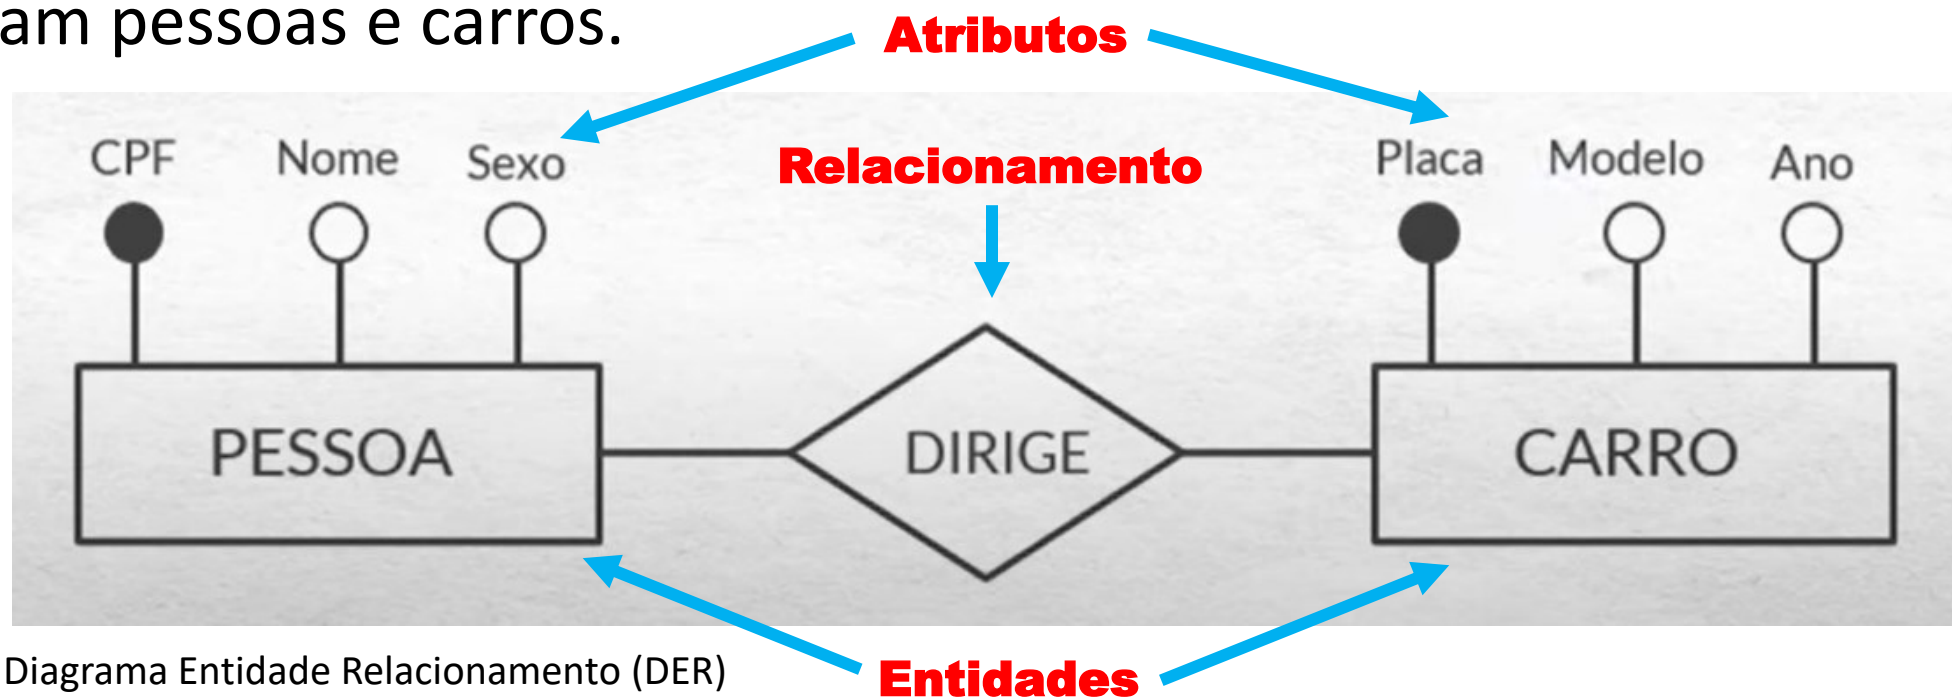 am pessoas e carros.
Atributos
Relacionamento
CPF Nome Sexo
Placa Modelo Ano
PESSOA DIRIGE CARRO
Diagrama Entidade Relacionamento (DER)
Entidades